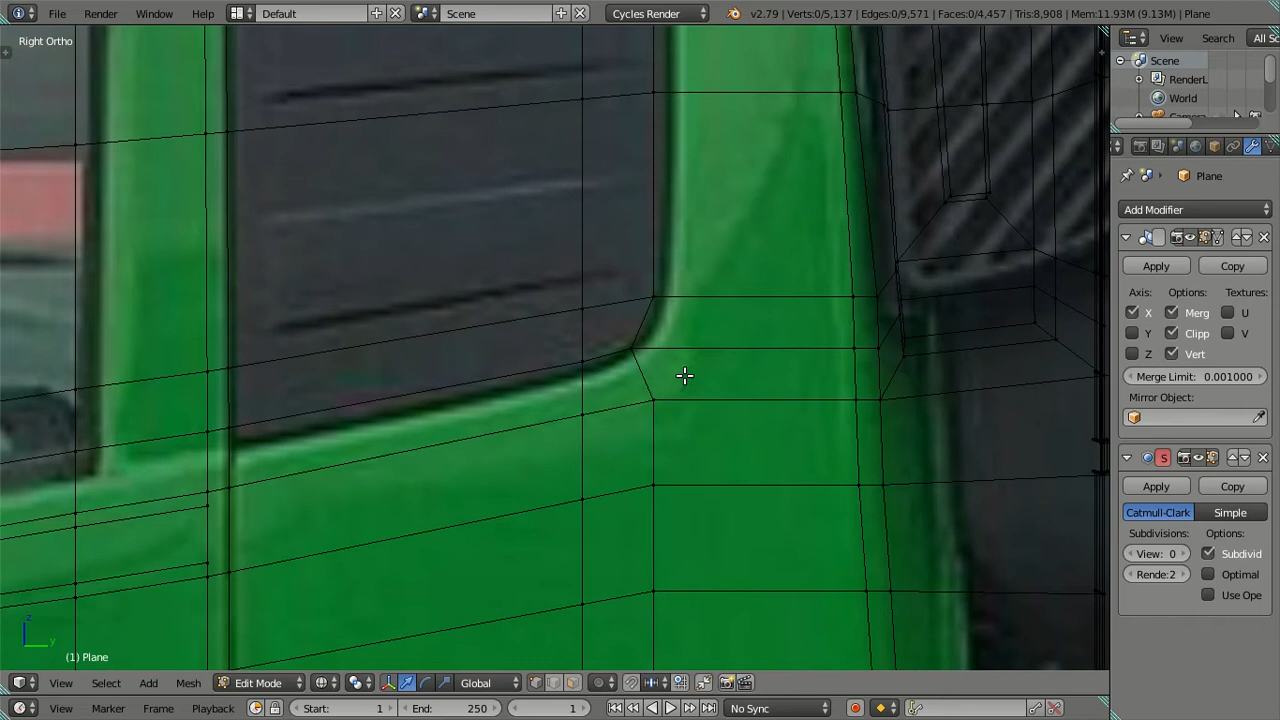 File Render Window Help Default Scene Cycles Render v2.79 | Verts:0/5,137 | Edges:0/9,571 | Faces:0/4,457 | Tris:8,908 | Mem:11.93M (9.13M) | Plane
Right Ortho
View Search All Sc
Scene
RenderL
World
Plane
Add Modifier
Apply Copy
Axis: Options: Textures:
X Merg U
Y Clipp V
Z Vert
Merge Limit: 0.001000
Mirror Object:
S
Apply Copy
Catmull-Clark Simple
Subdivisions: Options:
View: 0 Subdivid
Rende: 2 Optimal
Use Ope
z
y
(1) Plane
View Select Add Mesh Edit Mode Global
View Marker Frame Playback Start: 1 End: 250 1 No Sync